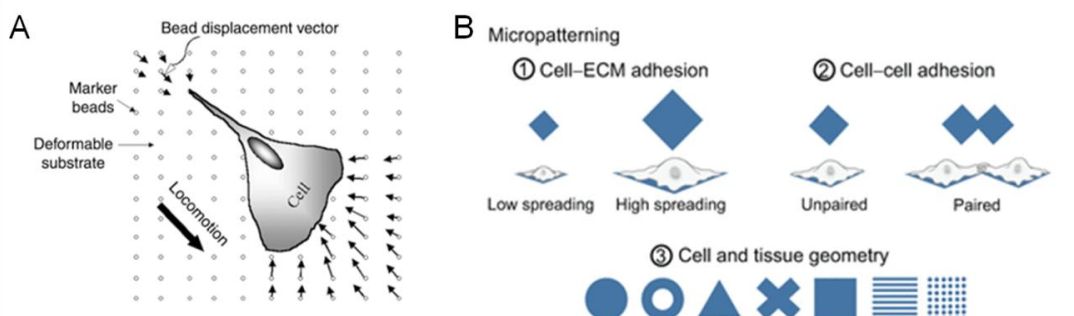 A
Bead displacement vector
Marker
beads
Deformable
substrate
Cell
Locomotion
B
Micropatterning
① Cell–ECM adhesion
② Cell–cell adhesion
Low spreading
High spreading
Unpaired
Paired
③ Cell and tissue geometry